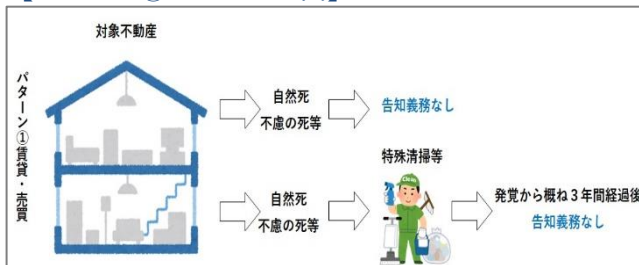 対象不動産
パターン①賃貸・売買
自然死
不慮の死等
告知義務なし
自然死
不慮の死等
特殊清掃等
Clean
発覚から概ね３年間経過後
告知義務なし